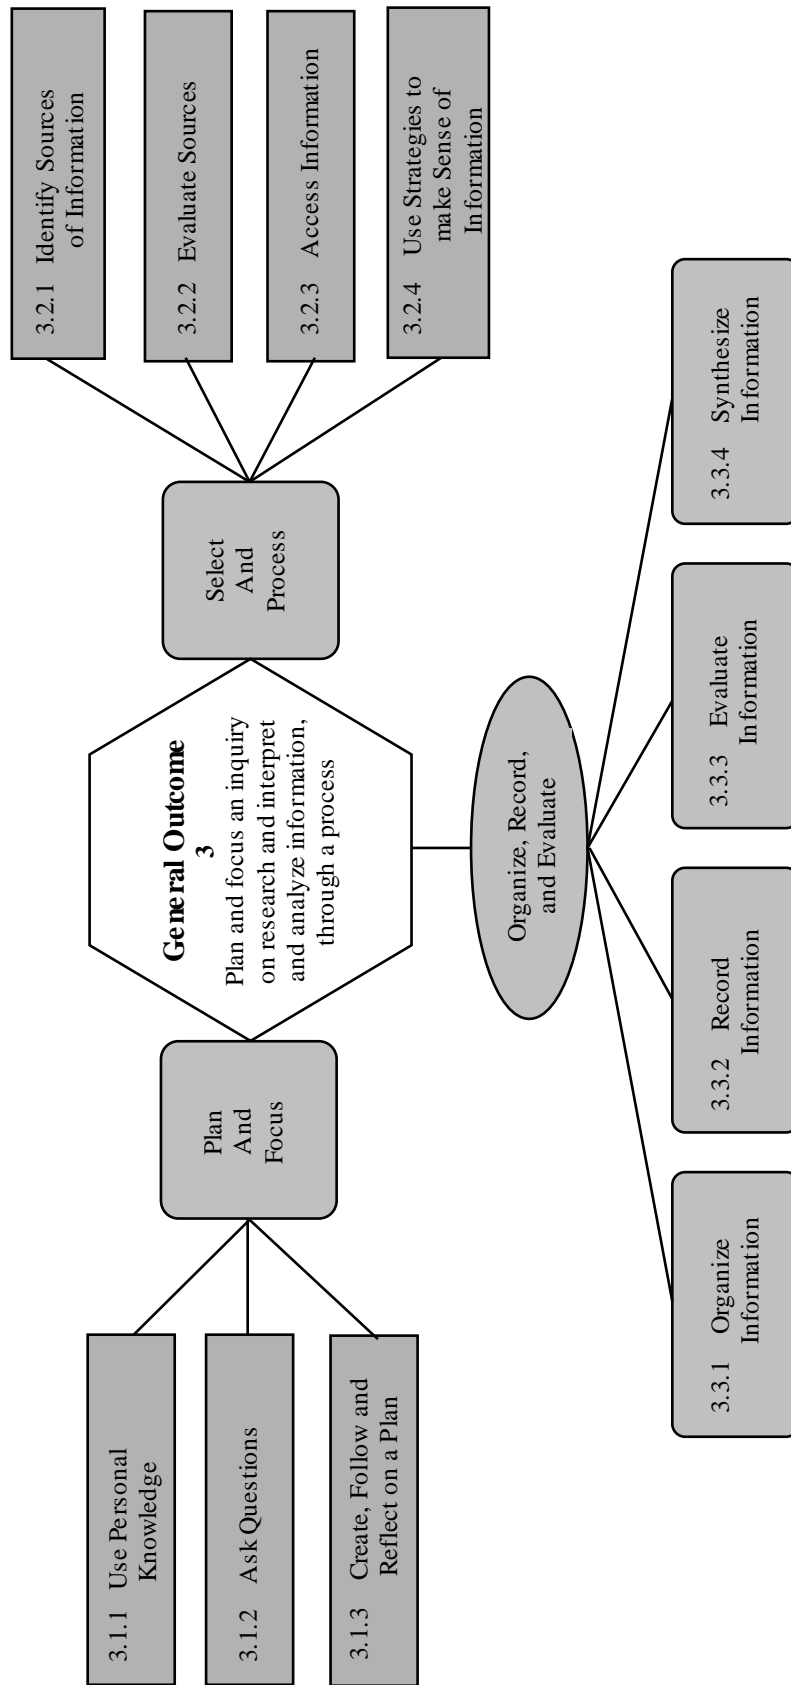 General Outcome
3
Plan and focus an inquiry
on research and interpret
and analyze information,
through a process
Plan
And
Focus
3.1.1 Use Personal
Knowledge
3.1.2 Ask Questions
3.1.3 Create, Follow and
Reflect on a Plan
Select
And
Process
3.2.1 Identify Sources
of Information
3.2.2 Evaluate Sources
3.2.3 Access Information
3.2.4 Use Strategies to
make Sense of
Information
Organize, Record,
and Evaluate
3.3.1 Organize
Information
3.3.2 Record
Information
3.3.3 Evaluate
Information
3.3.4 Synthesize
Information